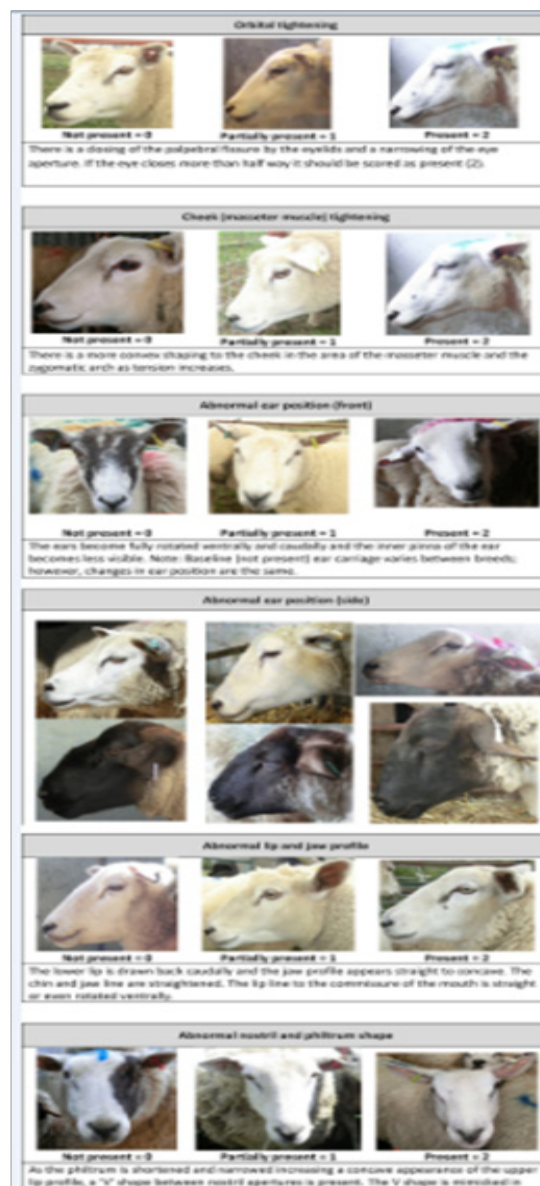 Orbital tightening
Not present = 0 Partially present = 1 Present = 2
There is a closing of the palpebral fissure by the eyelids and a narrowing of the eye
aperture. If the eye closes more than half way it should be scored as present (2).
Cheek (masseter muscle) tightening
Not present = 0 Partially present = 1 Present = 2
There is a more convex shaping to the cheek in the area of the masseter muscle and the
zygomatic arch as tension increases.
Abnormal ear position (front)
Not present = 0 Partially present = 1 Present = 2
The ears become fully rotated ventrally and caudally and the inner pinna of the ear
becomes less visible. Note: Baseline (not present) ear carriage varies between breeds;
however, changes in ear position are the same.
Abnormal ear position (side)
Abnormal lip and jaw profile
Not present = 0 Partially present = 1 Present = 2
The lower lip is drawn back caudally and the jaw profile appears straight to concave. The
chin and jaw line are straightened. The lip line to the commissure of the mouth is straight
or even rotated ventrally.
Abnormal nostril and philtrum shape
Not present = 0 Partially present = 1 Present = 2
As the philtrum is shortened and narrowed increasing a concave appearance of the upper
lip profile, a "V" shape between nostril apertures is present. The V shape is mimicked in